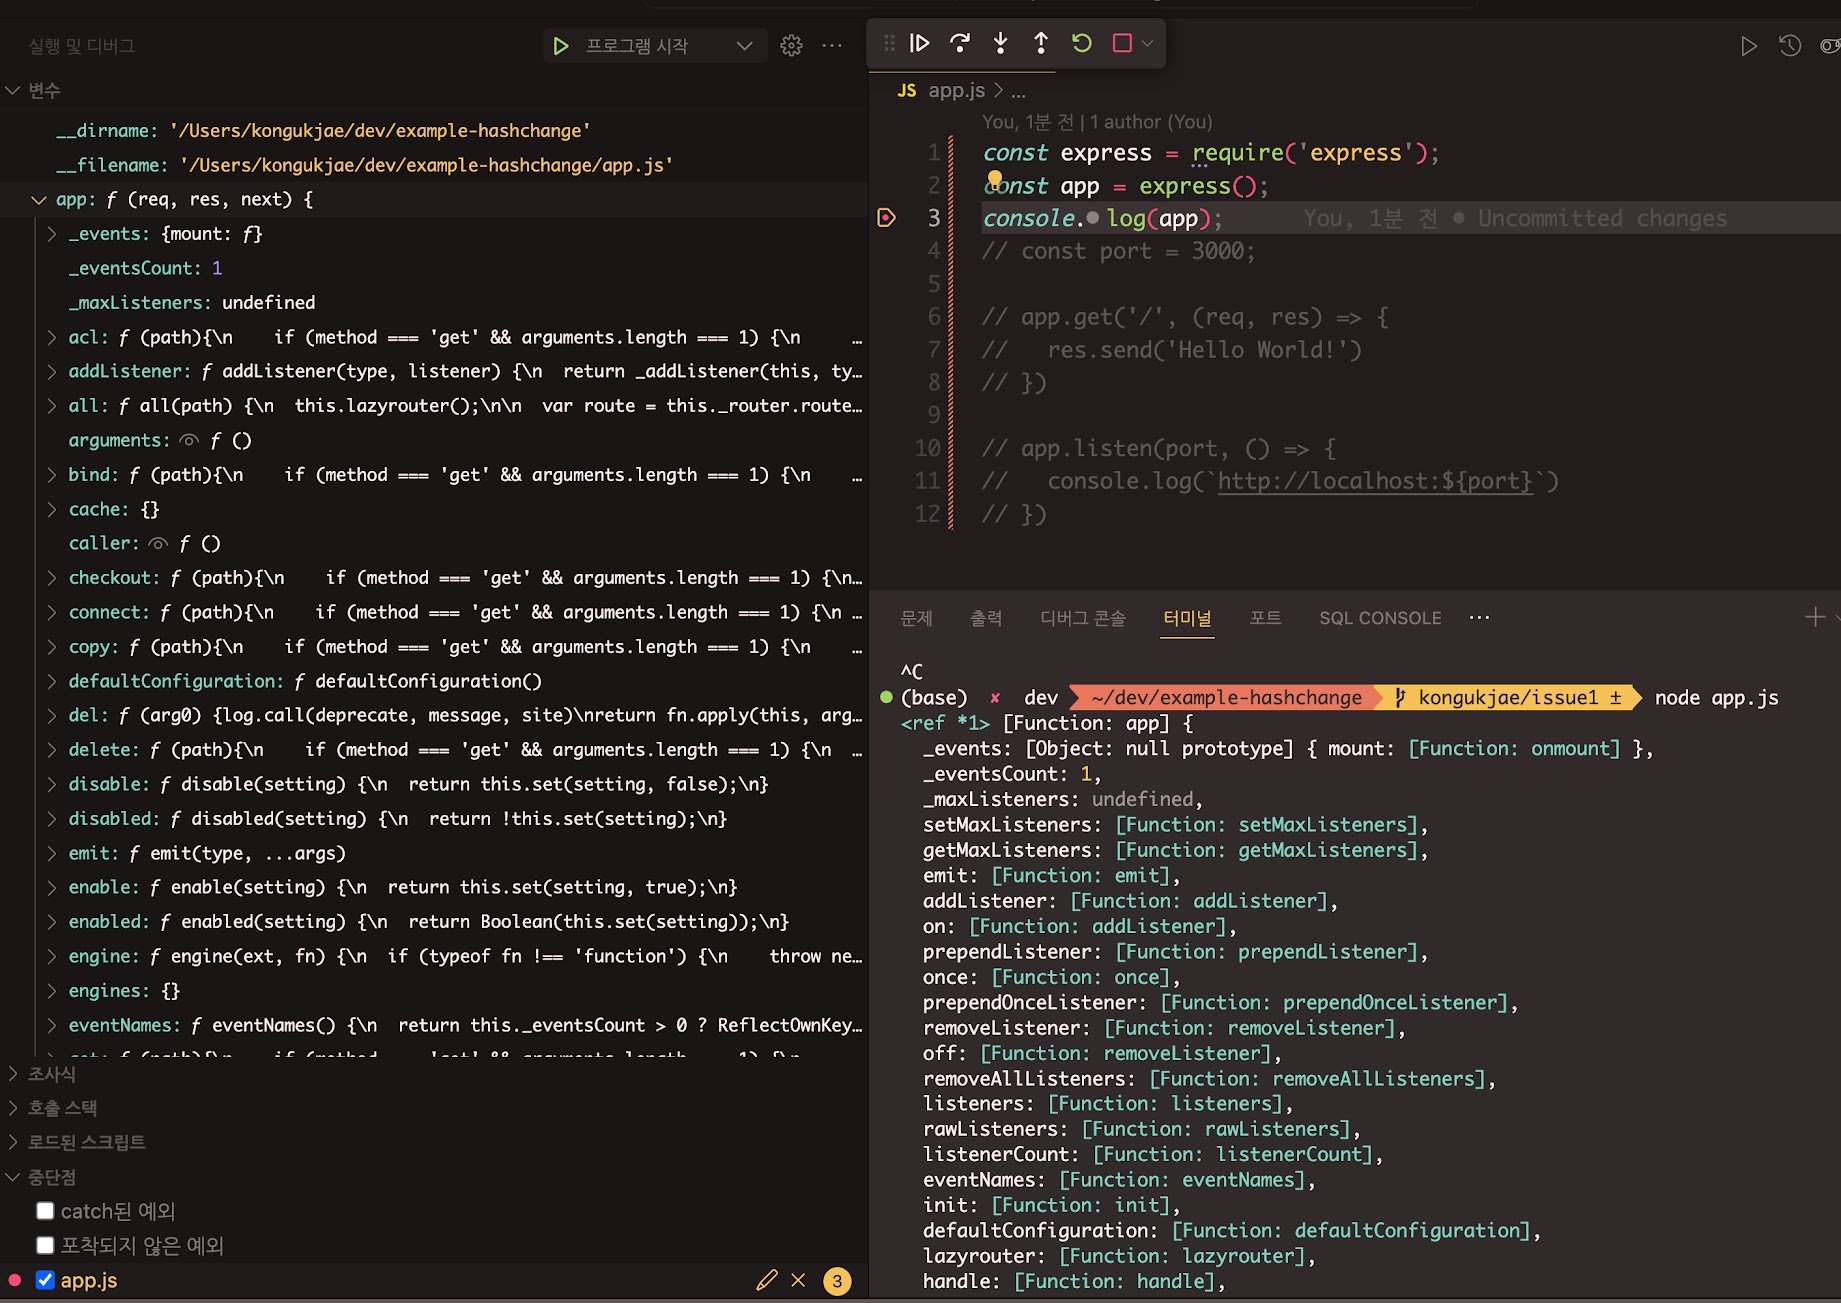 실행 및 디버그
프로그램 시작
변수
__dirname: '/Users/kongukjae/dev/example-hashchange'
__filename: '/Users/kongukjae/dev/example-hashchange/app.js'
app: ƒ (req, res, next) {
_events: {mount: ƒ}
_eventsCount: 1
_maxListeners: undefined
acl: ƒ (path){\n    if (method === 'get' && arguments.length === 1) {\n    …
addListener: ƒ addListener(type, listener) {\n  return _addListener(this, ty…
all: ƒ all(path) {\n  this.lazyrouter();\n\n  var route = this._router.route…
arguments: ƒ ()
bind: ƒ (path){\n    if (method === 'get' && arguments.length === 1) {\n    …
cache: {}
caller: ƒ ()
checkout: ƒ (path){\n    if (method === 'get' && arguments.length === 1) {\n…
connect: ƒ (path){\n    if (method === 'get' && arguments.length === 1) {\n …
copy: ƒ (path){\n    if (method === 'get' && arguments.length === 1) {\n    …
defaultConfiguration: ƒ defaultConfiguration()
del: ƒ (arg0) {log.call(deprecate, message, site)\nreturn fn.apply(this, arg…
delete: ƒ (path){\n    if (method === 'get' && arguments.length === 1) {\n  …
disable: ƒ disable(setting) {\n  return this.set(setting, false);\n}
disabled: ƒ disabled(setting) {\n  return !this.set(setting);\n}
emit: ƒ emit(type, ...args)
enable: ƒ enable(setting) {\n  return this.set(setting, true);\n}
enabled: ƒ enabled(setting) {\n  return Boolean(this.set(setting));\n}
engine: ƒ engine(ext, fn) {\n  if (typeof fn !== 'function') {\n    throw ne…
engines: {}
eventNames: ƒ eventNames() {\n  return this._eventsCount > 0 ? ReflectOwnKey…
조사식
호출 스택
로드된 스크립트
중단점
catch된 예외
포착되지 않은 예외
app.js 3
JS app.js > ...
You, 1분 전 | 1 author (You)
1 const express = require('express');
2 const app = express();
3 console.log(app); You, 1분 전 • Uncommitted changes
4 // const port = 3000;
5
6 // app.get('/', (req, res) => {
7 //   res.send('Hello World!')
8 // })
9
10 // app.listen(port, () => {
11 //   console.log(`http://localhost:${port}`)
12 // })
문제 출력 디버그 콘솔 터미널 포트 SQL CONSOLE ...
^C
(base) ✘ dev ~/dev/example-hashchange kongukjae/issue1 ± node app.js
<ref *1> [Function: app] {
_events: [Object: null prototype] { mount: [Function: onmount] },
_eventsCount: 1,
_maxListeners: undefined,
setMaxListeners: [Function: setMaxListeners],
getMaxListeners: [Function: getMaxListeners],
emit: [Function: emit],
addListener: [Function: addListener],
on: [Function: addListener],
prependListener: [Function: prependListener],
once: [Function: once],
prependOnceListener: [Function: prependOnceListener],
removeListener: [Function: removeListener],
off: [Function: removeListener],
removeAllListeners: [Function: removeAllListeners],
listeners: [Function: listeners],
rawListeners: [Function: rawListeners],
listenerCount: [Function: listenerCount],
eventNames: [Function: eventNames],
init: [Function: init],
defaultConfiguration: [Function: defaultConfiguration],
lazyrouter: [Function: lazyrouter],
handle: [Function: handle],